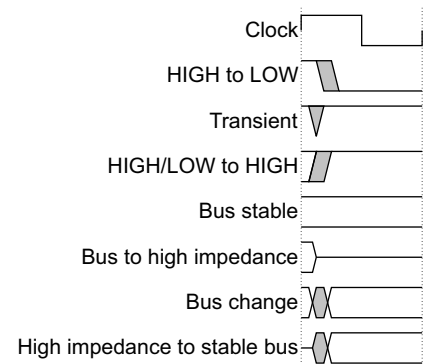 Clock
HIGH to LOW
Transient
HIGH/LOW to HIGH
Bus stable
Bus to high impedance
Bus change
High impedance to stable bus